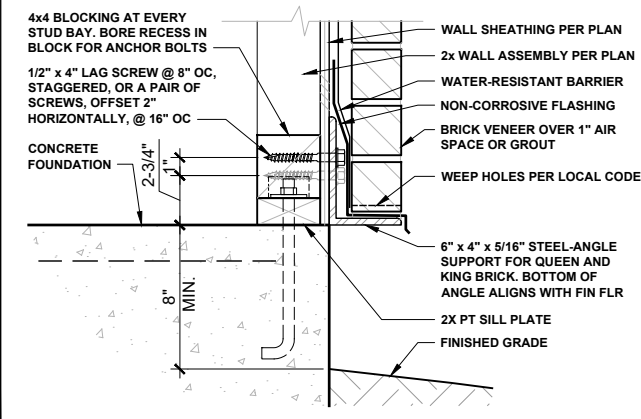 4x4 BLOCKING AT EVERY
STUD BAY. BORE RECESS IN
BLOCK FOR ANCHOR BOLTS
1/2" x 4" LAG SCREW @ 8" OC,
STAGGERED, OR A PAIR OF
SCREWS, OFFSET 2"
HORIZONTALLY, @ 16" OC
CONCRETE
FOUNDATION
2-3/4"
1"
8"
MIN.
WALL SHEATHING PER PLAN
2x WALL ASSEMBLY PER PLAN
WATER-RESISTANT BARRIER
NON-CORROSIVE FLASHING
BRICK VENEER OVER 1" AIR
SPACE OR GROUT
WEEP HOLES PER LOCAL CODE
6" x 4" x 5/16" STEEL-ANGLE
SUPPORT FOR QUEEN AND
KING BRICK. BOTTOM OF
ANGLE ALIGNS WITH FIN FLR
2X PT SILL PLATE
FINISHED GRADE